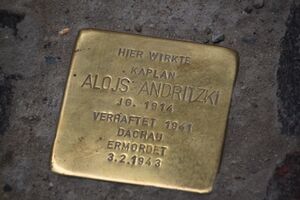 HIER WIRKTE
KAPLAN
ALOJS ANDRITZKI
JG. 1914
VERHAFTET 1941
DACHAU
ERMORDET
3.2.1943